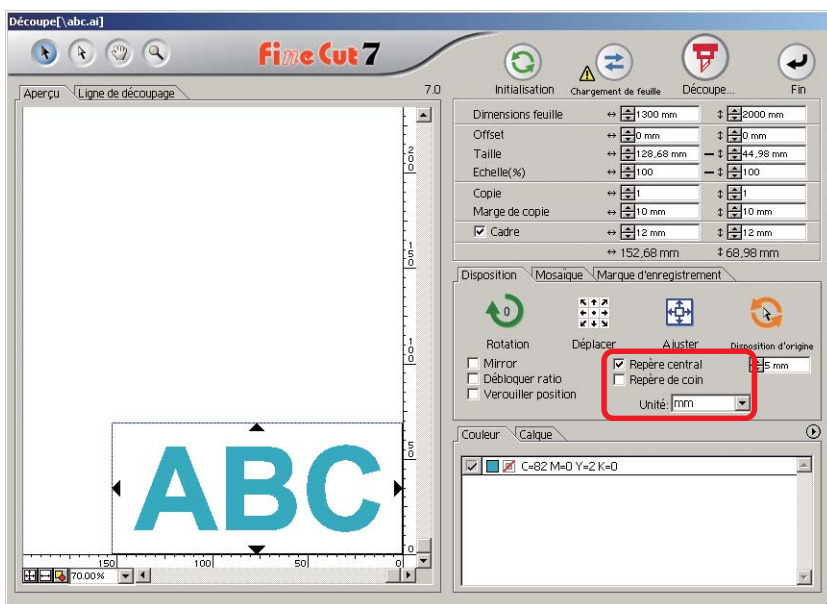 Découpe[\abc.ai]
Fine Cut 7
7.0
Initialisation
Chargement de feuille
Découpe...
Fin
Aperçu
Ligne de découpage
Dimensions feuille 1300 mm 2000 mm
Offset 0 mm 0 mm
Taille 128,68 mm 44,98 mm
Echelle(%) 100 100
Copie 1 1
Marge de copie 10 mm 10 mm
Cadre 12 mm 12 mm
152,68 mm 68,98 mm
Disposition Mosaïque Marque d'enregistrement
0
Rotation Déplacer Ajuster Disposition d'origine
Mirror Repère central 5 mm
Débloquer ratio Repère de coin
Verouiller position
Unité: mm
Couleur Calque
C=82 M=0 Y=2 K=0
200
150
100
50
0
ABC
150 100 50 0
70.00%